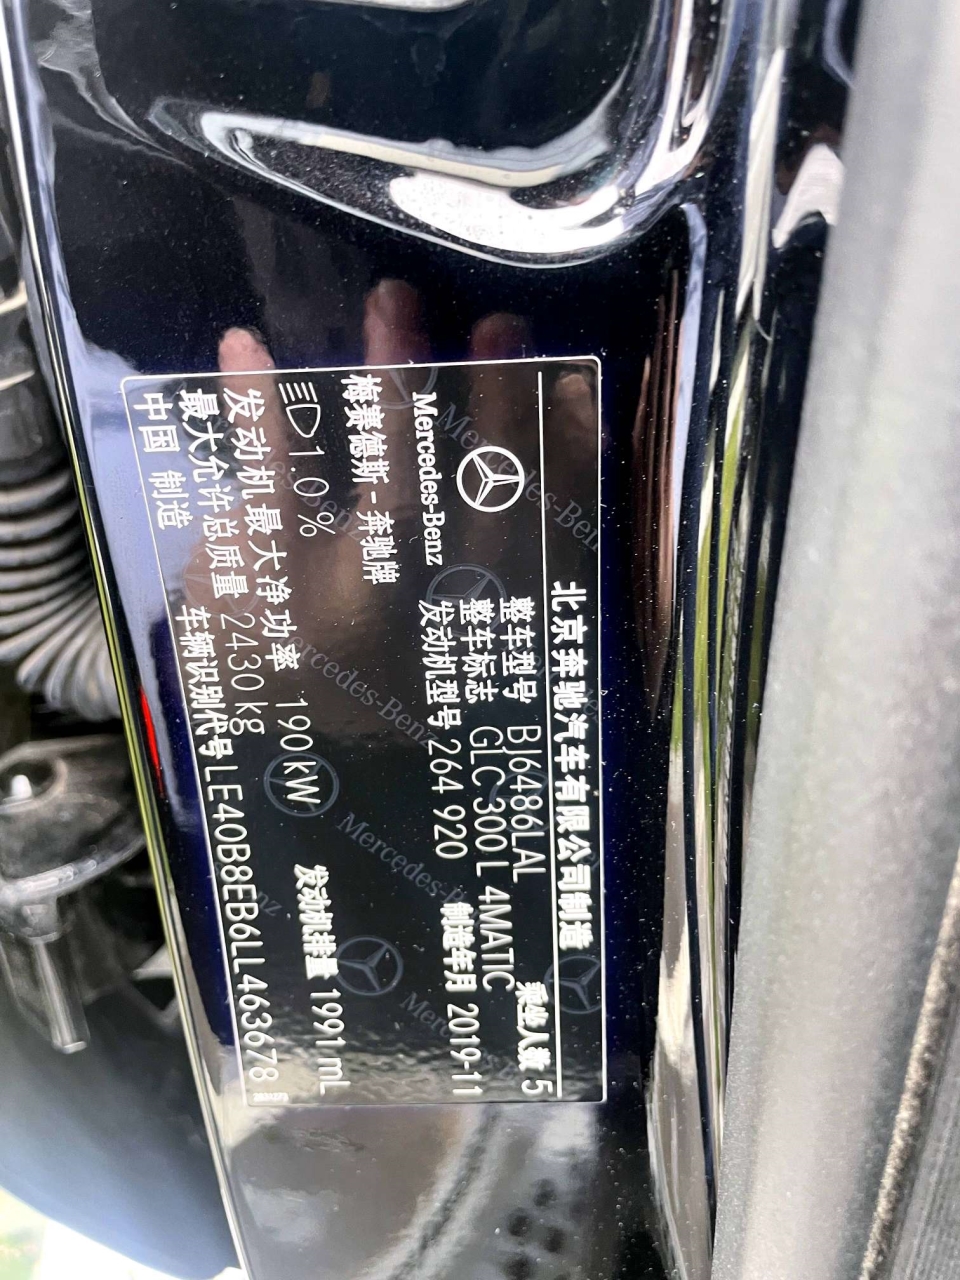 北京奔驰汽车有限公司制造
Mercedes-Benz
梅赛德斯-奔驰牌
整车型号 BJ6486LAL 乘坐人数 5
整车标志 GLC 300 L 4MATIC
发动机型号 264 920 制造年月 2019-11
1.0%
发动机最大净功率 190 kW 发动机排量 1991 mL
最大允许总质量 2430 kg
中国 制造 车辆识别代号 LE40B8EB6LL463678